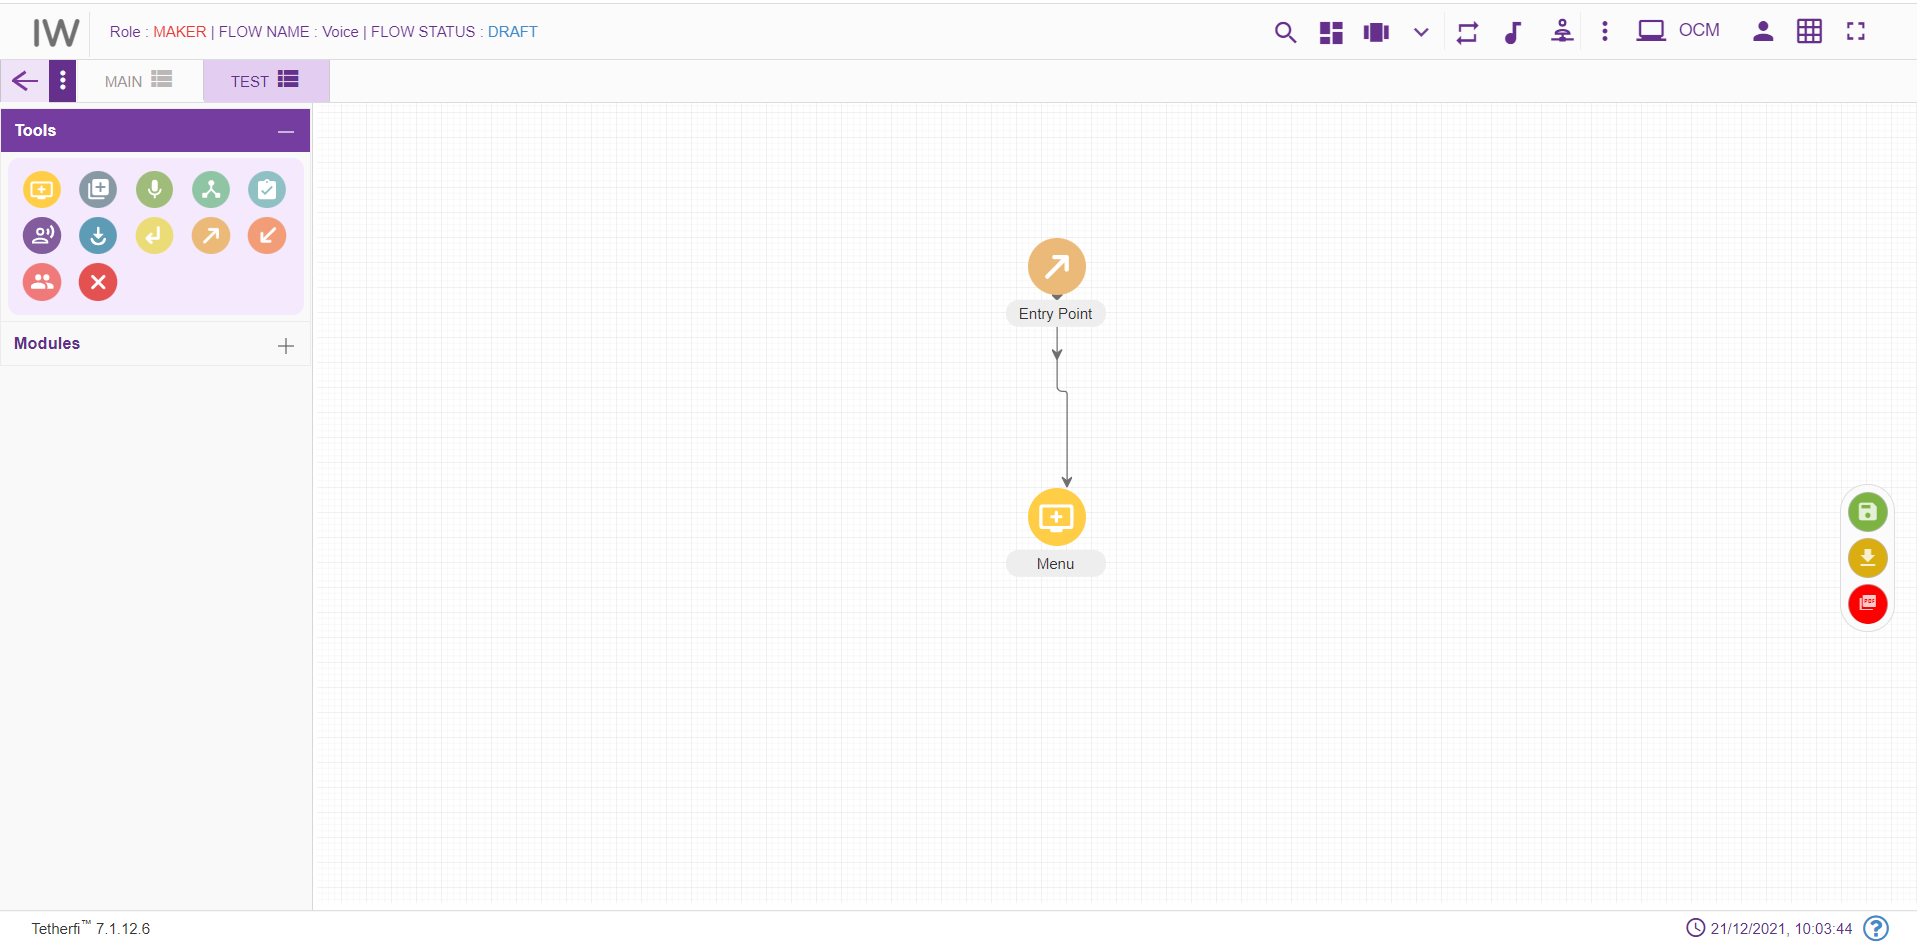 IW
Role : MAKER | FLOW NAME : Voice | FLOW STATUS : DRAFT
OCM
MAIN
TEST
Tools
Modules
Entry Point
Menu
PDF
Tetherfi™ 7.1.12.6
21/12/2021, 10:03:44
?